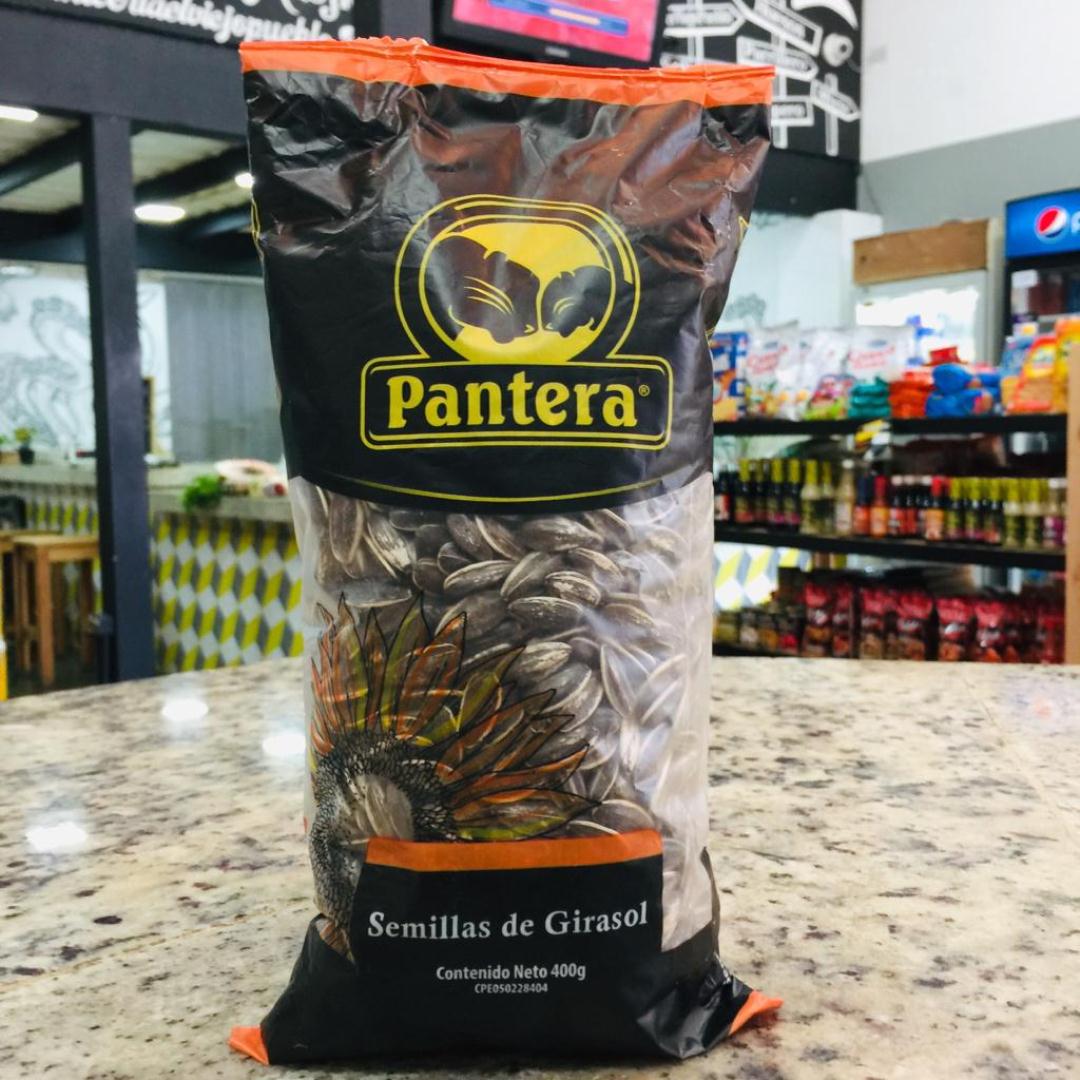 Pantera®
Semillas de Girasol
Contenido Neto 400g
CPE050228404